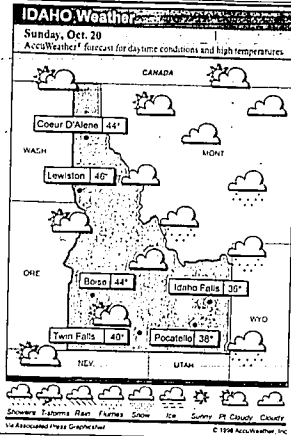 IDAHO Weather
Sunday, Oct. 20
AccuWeather® forecast for daytime conditions and high temperatures
CANADA
Coeur D'Alene 44°
WASH
MONT
Lewiston 46°
ORE
Boise 44°
Idaho Falls 36°
WYO
Twin Falls 40°
Pocatello 38°
NEV.
UTAH
Showers T-storms Rain Flurries Snow Ice Sunny Pt Cloudy Cloudy
Via Associated Press GraphicsNet
© 1996 AccuWeather, Inc